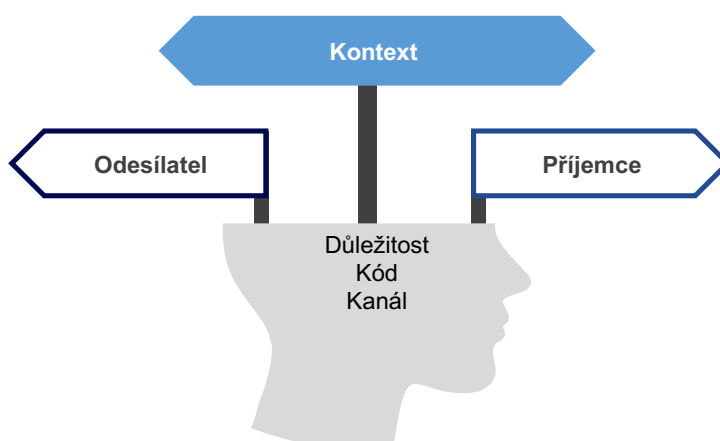 Kontext
Odesílatel
Příjemce
Důležitost
Kód
Kanál